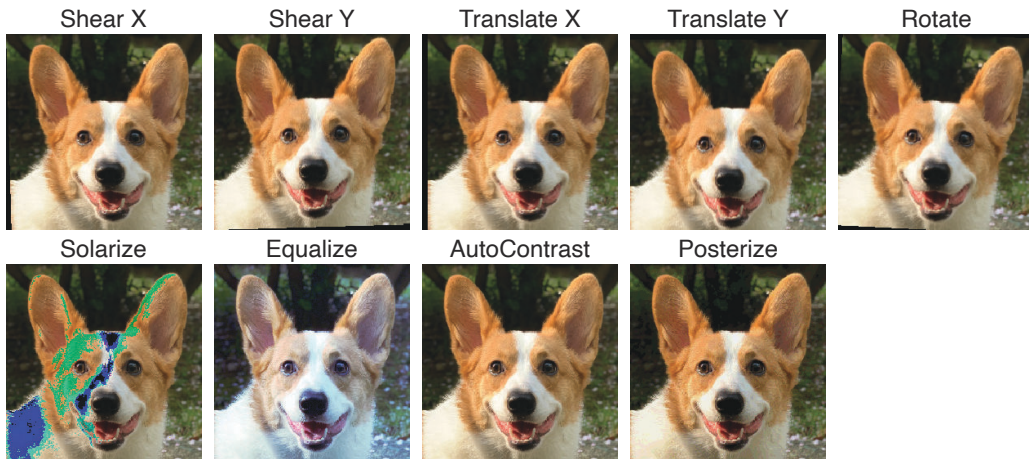 Shear X
Shear Y
Translate X
Translate Y
Rotate
Solarize
Equalize
AutoContrast
Posterize